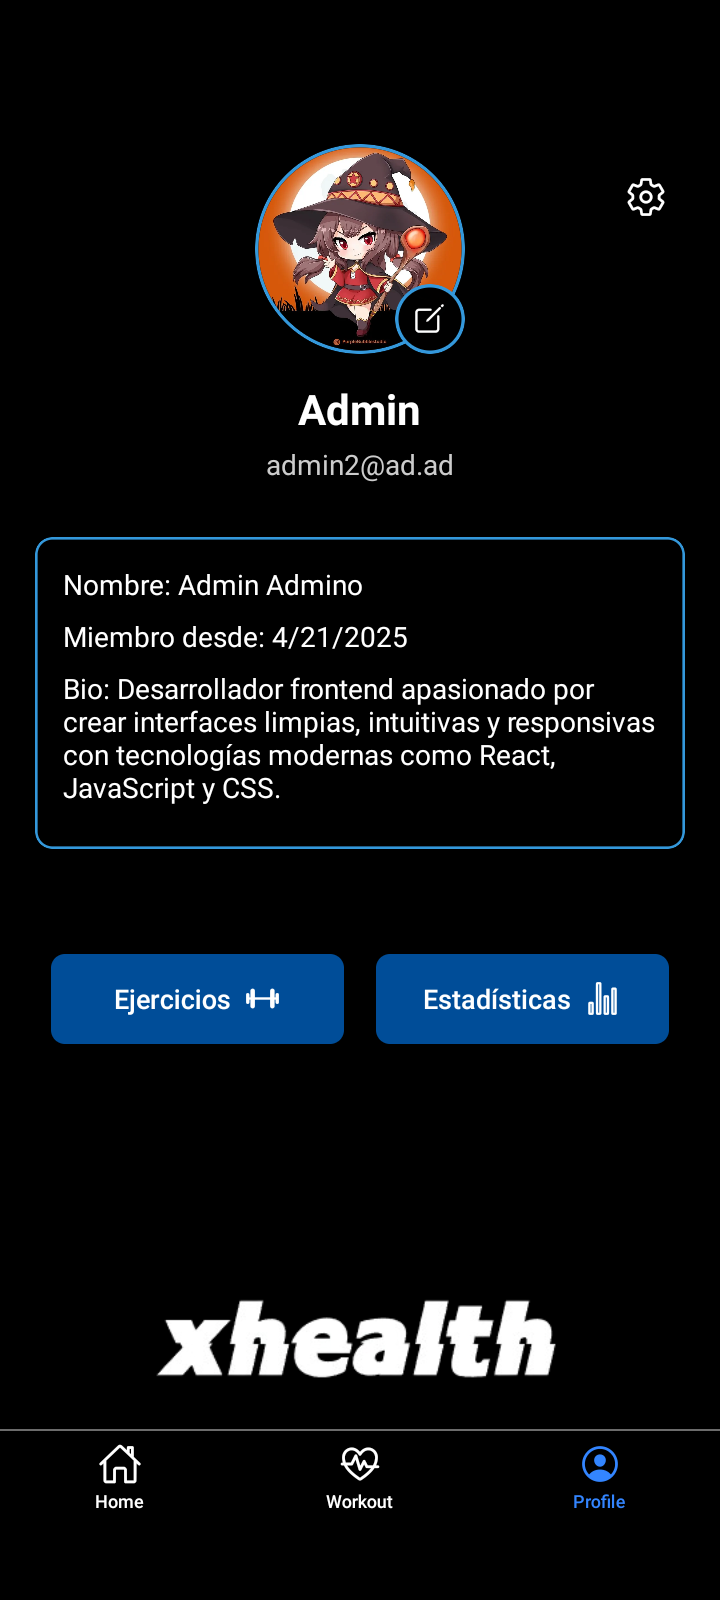 Admin
admin2@ad.ad
Nombre: Admin Admino
Miembro desde: 4/21/2025
Bio: Desarrollador frontend apasionado por
crear interfaces limpias, intuitivas y responsivas
con tecnologías modernas como React,
JavaScript y CSS.
Ejercicios
Estadísticas
xhealth
Home
Workout
Profile